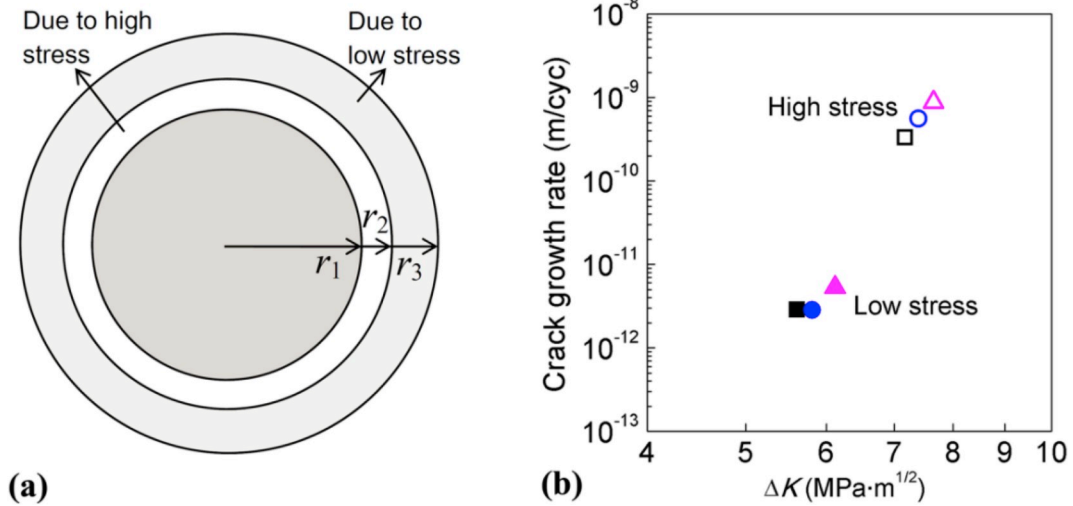 Due to high
stress
Due to
low stress
r₁
r₂
r₃
(a)
10⁻⁸
10⁻⁹
10⁻¹⁰
10⁻¹¹
10⁻¹²
10⁻¹³
Crack growth rate (m/cyc)
High stress
Low stress
4 5 6 7 8 9 10
ΔK (MPa·m¹ᐟ²)
(b)